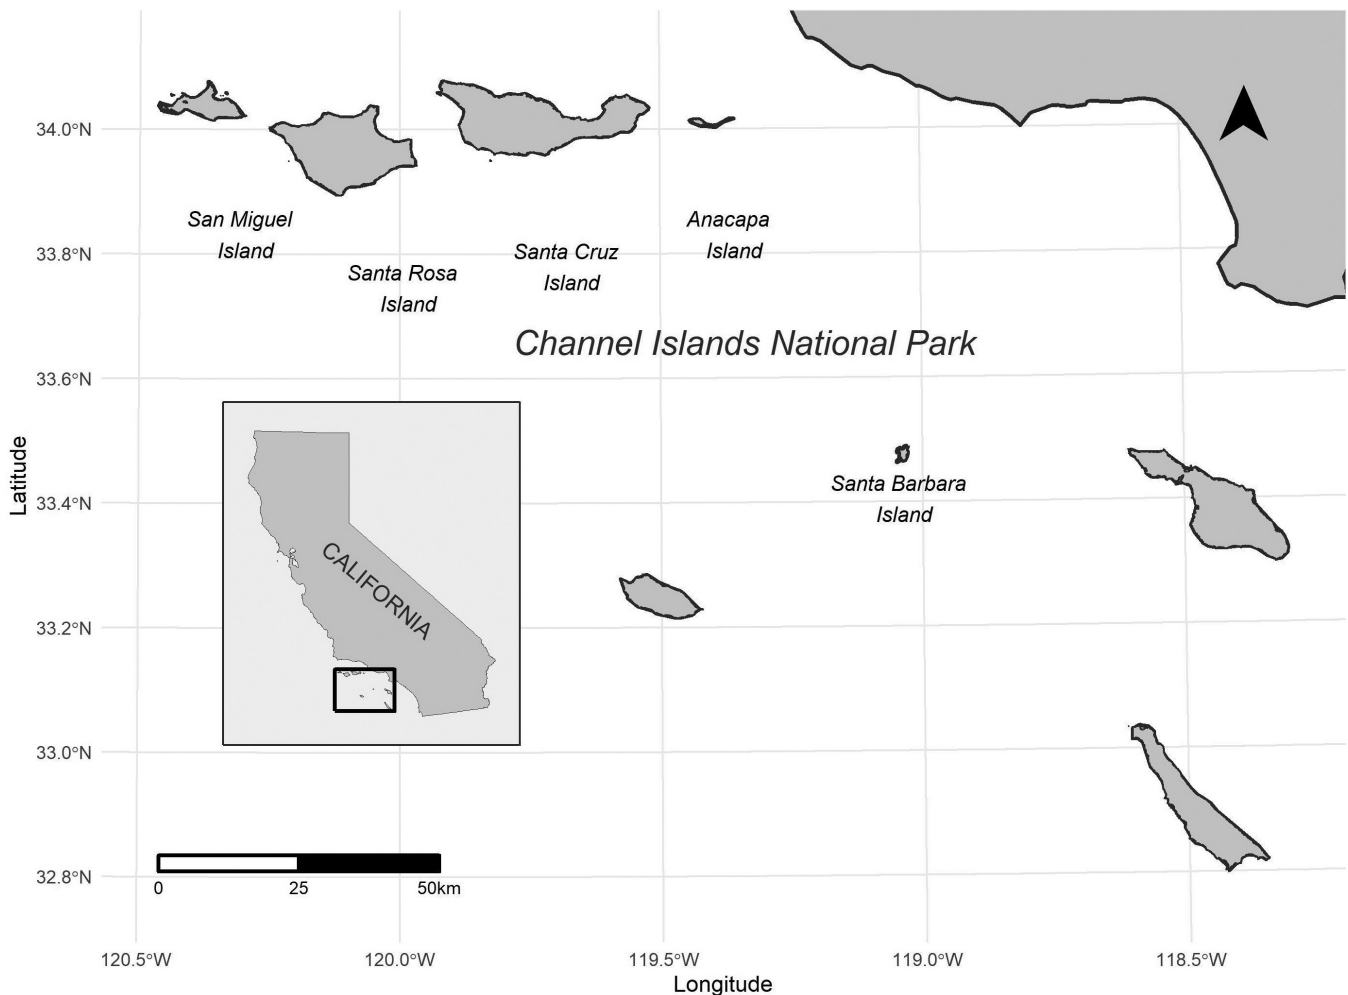 34.0°N
33.8°N
33.6°N
33.4°N
33.2°N
33.0°N
32.8°N
Latitude
San Miguel
Island
Santa Rosa
Island
Santa Cruz
Island
Anacapa
Island
Channel Islands National Park
Santa Barbara
Island
CALIFORNIA
0
25
50km
120.5°W
120.0°W
119.5°W
119.0°W
118.5°W
Longitude